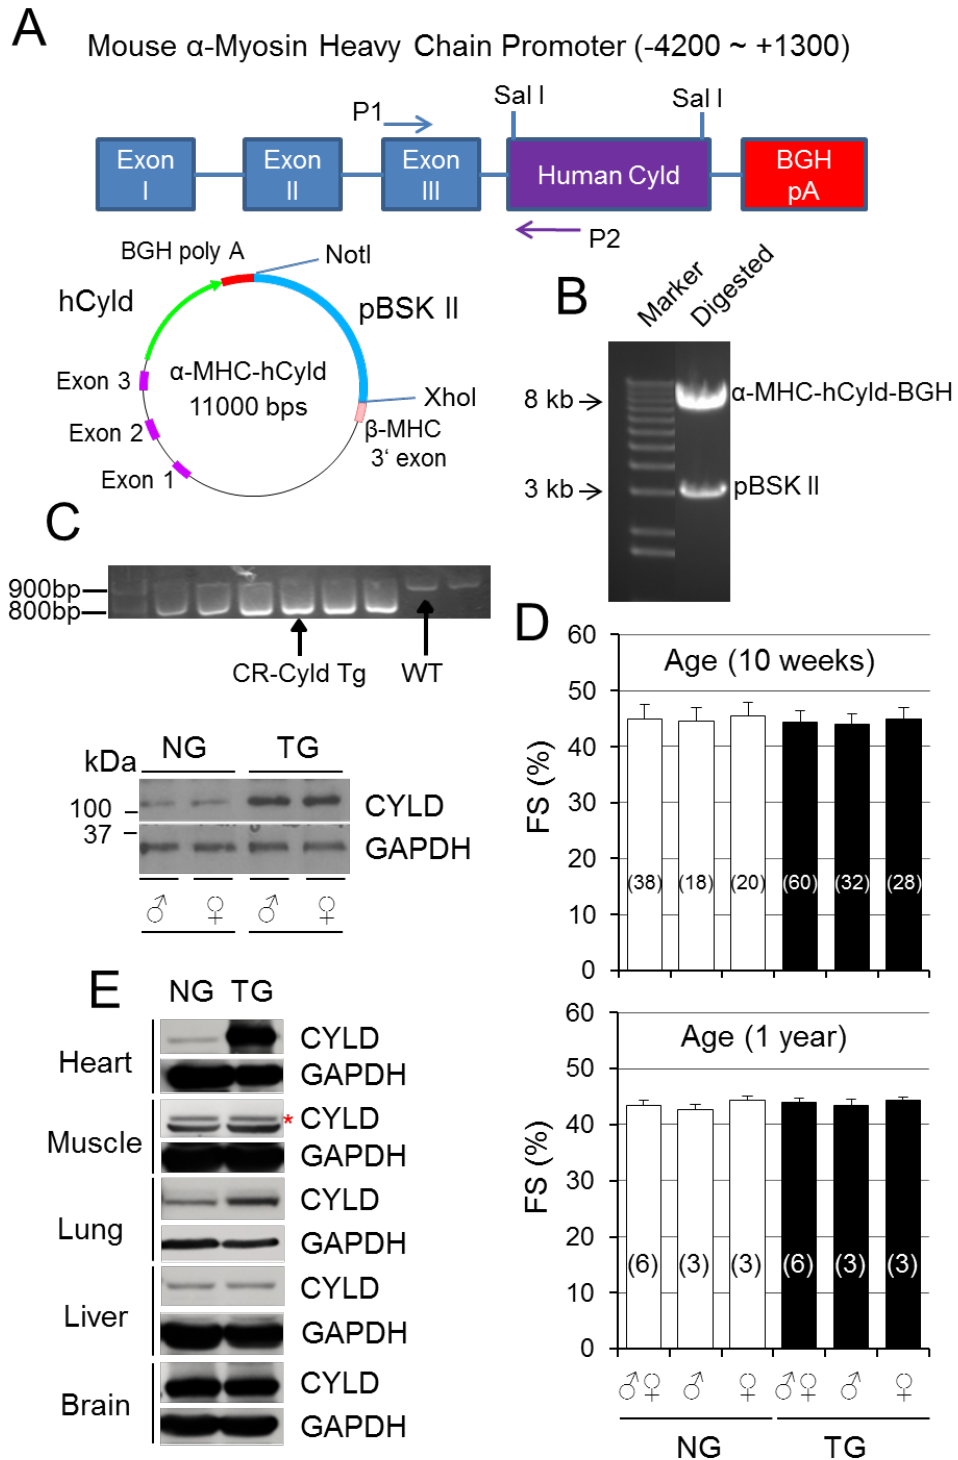 A
Mouse α-Myosin Heavy Chain Promoter (-4200 ~ +1300)
P1
Sal I
Sal I
Exon I
Exon II
Exon III
Human Cyld
BGH pA
P2
BGH poly A
NotI
hCyld
pBSK II
Exon 3
α-MHC-hCyld
11000 bps
XhoI
Exon 2
β-MHC
3‘ exon
Exon 1
B
Marker
Digested
8 kb
α-MHC-hCyld-BGH
3 kb
pBSK II
C
900bp
800bp
CR-Cyld Tg
WT
kDa
NG
TG
100
CYLD
37
GAPDH
♂
♀
♂
♀
D
60
Age (10 weeks)
50
40
30
20
10
0
FS (%)
(38)
(18)
(20)
(60)
(32)
(28)
60
Age (1 year)
50
40
30
20
10
0
FS (%)
(6)
(3)
(3)
(6)
(3)
(3)
♂♀
♂
♀
♂♀
♂
♀
NG
TG
E
NG
TG
Heart
CYLD
GAPDH
Muscle
* CYLD
GAPDH
Lung
CYLD
GAPDH
Liver
CYLD
GAPDH
Brain
CYLD
GAPDH